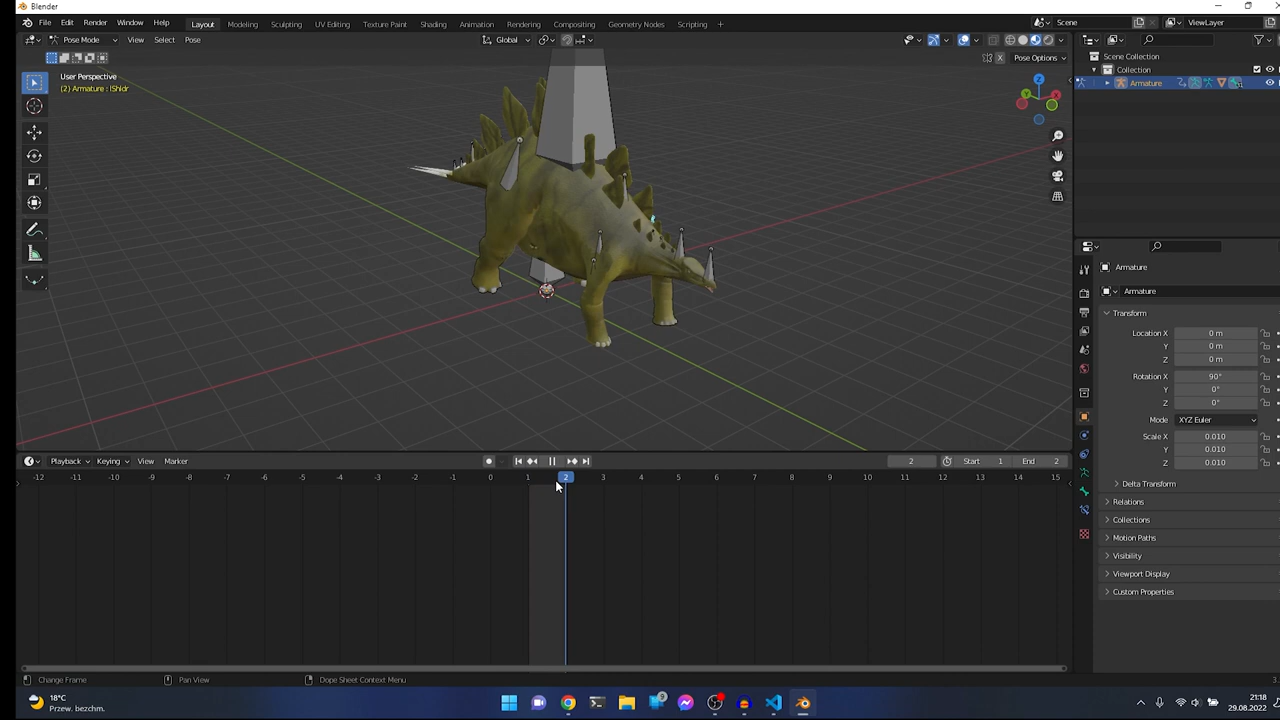 Blender
File Edit Render Window Help Layout Modeling Sculpting UV Editing Texture Paint Shading Animation Rendering Compositing Geometry Nodes Scripting + Scene ViewLayer
Pose Mode View Select Pose Global
X Pose Options
User Perspective
(2) Armature : lShldr
Scene Collection
Collection
Armature
Z
Y X
Armature
Armature
Transform
Location X 0 m
Y 0 m
Z 0 m
Rotation X 90°
Y 0°
Z 0°
Mode XYZ Euler
Scale X 0.010
Y 0.010
Z 0.010
Delta Transform
Relations
Collections
Motion Paths
Visibility
Viewport Display
Custom Properties
Playback Keying View Marker 2 Start 1 End 2
-12 -11 -10 -9 -8 -7 -6 -5 -4 -3 -2 -1 0 1 2 3 4 5 6 7 8 9 10 11 12 13 14 15
Change Frame Pan View Dope Sheet Context Menu 3.
18°C
Przew. bezchm.
9
21:18
29.08.2022